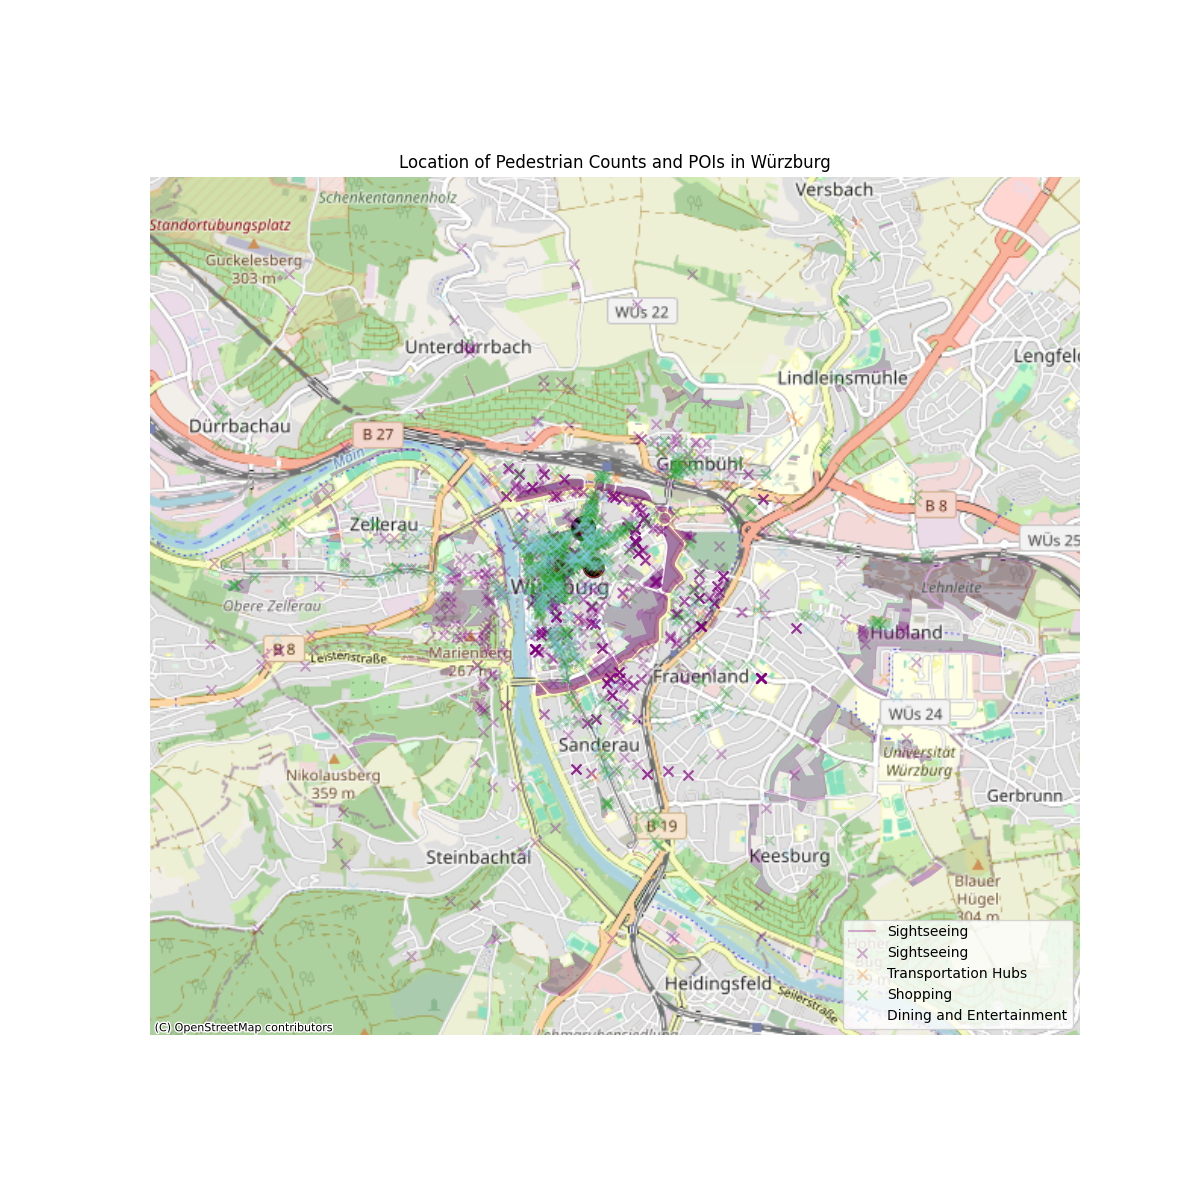 Location of Pedestrian Counts and POIs in Würzburg
Versbach
Schenkentannenholz
Standortübungsplatz
Guckelesberg
303 m
WÜs 22
Unterdürrbach
Lengfeld
Lindleinsmühle
Dürrbachau
B 27
Main
Grombühl
B 8
Zellerau
WÜs 25
Würzburg
Lehnleite
Obere Zellerau
Hubland
B 8
Leistenstraße
Marienberg
267 m
Frauenland
WÜs 24
Sanderau
Universität
Würzburg
Nikolausberg
359 m
Gerbrunn
B 19
Steinbachtal
Keesburg
Blauer
Hügel
304 m
Sightseeing
Sightseeing
Transportation Hubs
Shopping
Dining and Entertainment
Heidingsfeld
Seilerstraße
(C) OpenStreetMap contributors